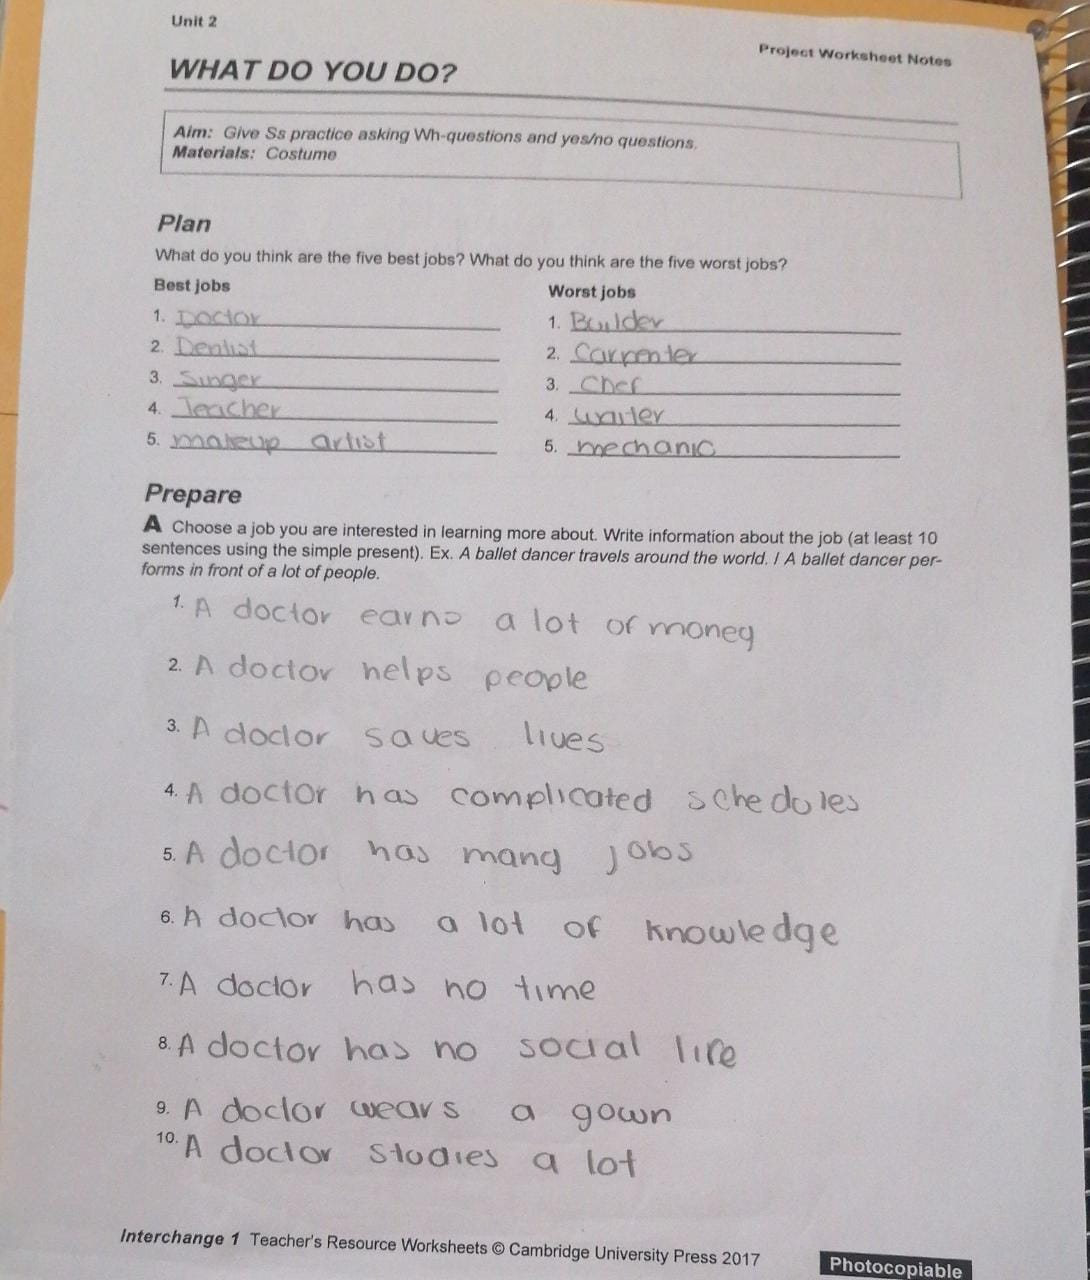 Unit 2
Project Worksheet Notes
WHAT DO YOU DO?
Aim: Give Ss practice asking Wh-questions and yes/no questions.
Materials: Costume
Plan
What do you think are the five best jobs? What do you think are the five worst jobs?
Best jobs
1. Doctor
2. Dentist
3. Singer
4. Teacher
5. makeup artist
Worst jobs
1. Builder
2. Carpenter
3. Chef
4. waiter
5. mechanic
Prepare
A Choose a job you are interested in learning more about. Write information about the job (at least 10
sentences using the simple present). Ex. A ballet dancer travels around the world. / A ballet dancer per-
forms in front of a lot of people.
1. A doctor earns a lot of money
2. A doctor helps people
3. A doctor saves lives
4. A doctor has complicated schedules
5. A doctor has many jobs
6. A doctor has a lot of knowledge
7. A doctor has no time
8. A doctor has no social life
9. A doctor wears a gown
10. A doctor studies a lot
Interchange 1 Teacher's Resource Worksheets © Cambridge University Press 2017
Photocopiable